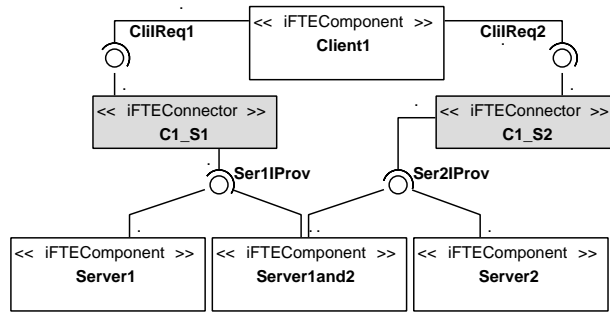 CliIReq1
<< iFTEComponent >>
Client1
CliIReq2
<< iFTEConnector >>
C1_S1
<< iFTEConnector >>
C1_S2
Ser1IProv
Ser2IProv
<< iFTEComponent >>
Server1
<< iFTEComponent >>
Server1and2
<< iFTEComponent >>
Server2